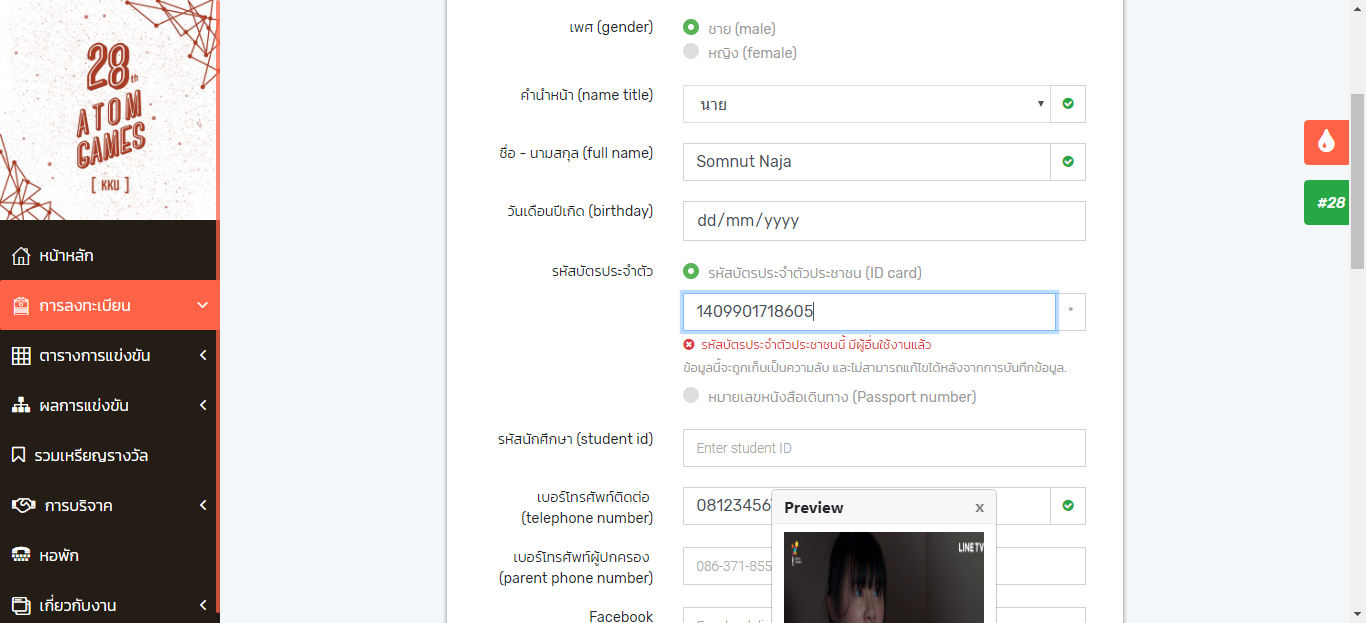 28th
ATOM
GAMES
[ KKU ]
หน้าหลัก
การลงทะเบียน
ตารางการแข่งขัน
ผลการแข่งขัน
รวมเหรียญรางวัล
การบริจาค
หอพัก
เกี่ยวกับงาน
เพศ (gender)
ชาย (male)
หญิง (female)
คำนำหน้า (name title)
นาย
ชื่อ - นามสกุล (full name)
Somnut Naja
วันเดือนปีเกิด (birthday)
dd/mm/yyyy
รหัสบัตรประจำตัว
รหัสบัตรประจำตัวประชาชน (ID card)
1409901718605
*
รหัสบัตรประจำตัวประชาชนนี้ มีผู้อื่นใช้งานแล้ว
ข้อมูลนี้จะถูกเก็บเป็นความลับ และไม่สามารถแก้ไขได้หลังจากการบันทึกข้อมูล.
หมายเลขหนังสือเดินทาง (Passport number)
รหัสนักศึกษา (student id)
Enter student ID
เบอร์โทรศัพท์ติดต่อ
(telephone number)
08123456
เบอร์โทรศัพท์ผู้ปกครอง
(parent phone number)
086-371-855
Facebook
Preview
x
LINE TV
#28